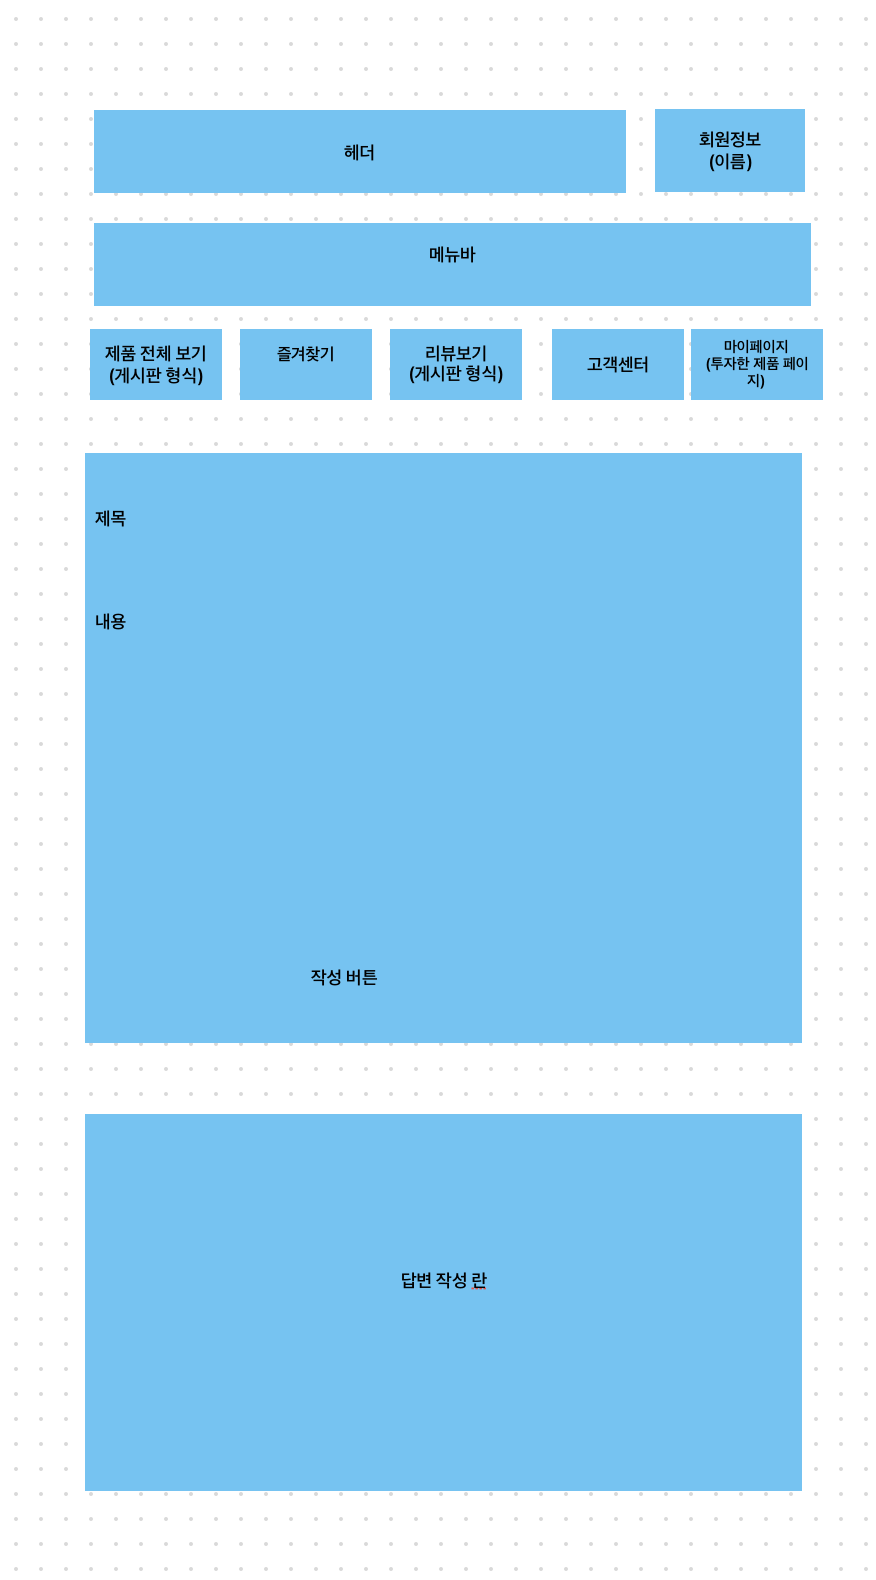 헤더
회원정보
(이름)
메뉴바
제품 전체 보기
(게시판 형식)
즐겨찾기
리뷰보기
(게시판 형식)
고객센터
마이페이지
(투자한 제품 페이
지)
제목
내용
작성 버튼
답변 작성 란